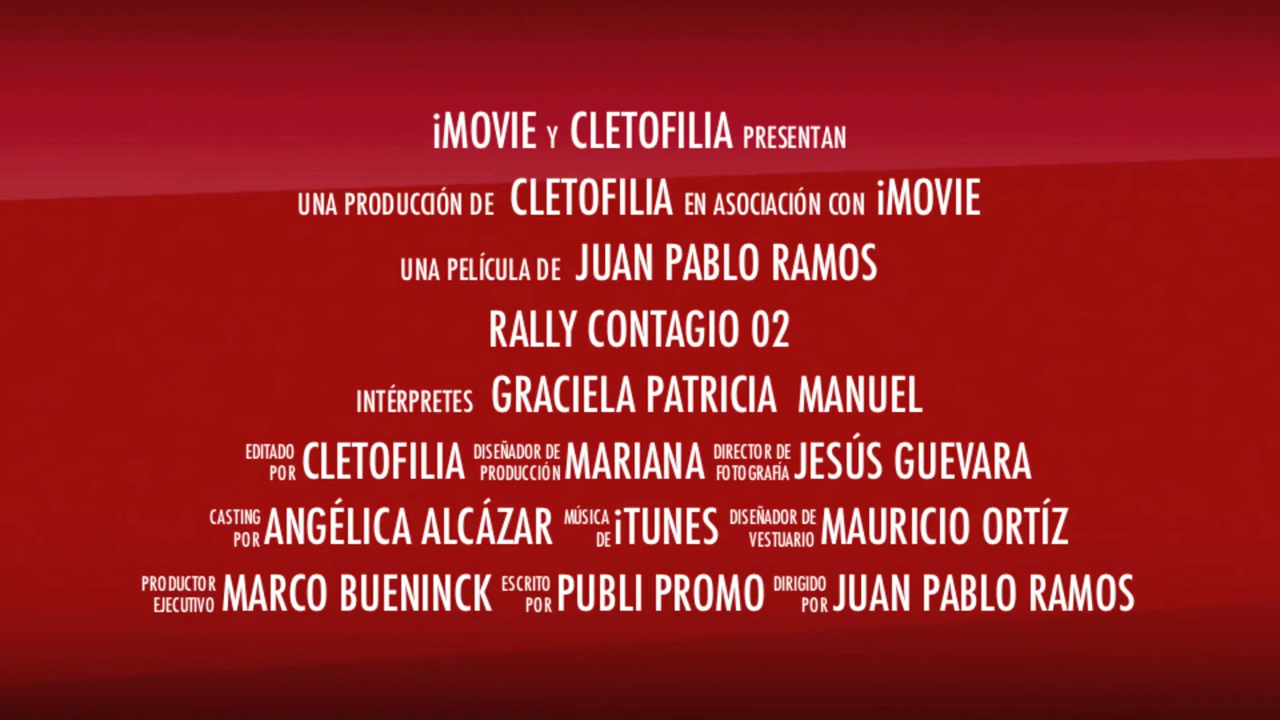 iMOVIE Y CLETOFILIA PRESENTAN
UNA PRODUCCIÓN DE CLETOFILIA EN ASOCIACIÓN CON iMOVIE
UNA PELÍCULA DE JUAN PABLO RAMOS
RALLY CONTAGIO 02
INTÉRPRETES GRACIELA PATRICIA MANUEL
EDITADO POR CLETOFILIA DISEÑADOR DE PRODUCCIÓN MARIANA DIRECTOR DE FOTOGRAFÍA JESÚS GUEVARA
CASTING POR ANGÉLICA ALCÁZAR MÚSICA DE iTUNES DISEÑADOR DE VESTUARIO MAURICIO ORTÍZ
PRODUCTOR EJECUTIVO MARCO BUENINCK ESCRITO POR PUBLI PROMO DIRIGIDO POR JUAN PABLO RAMOS